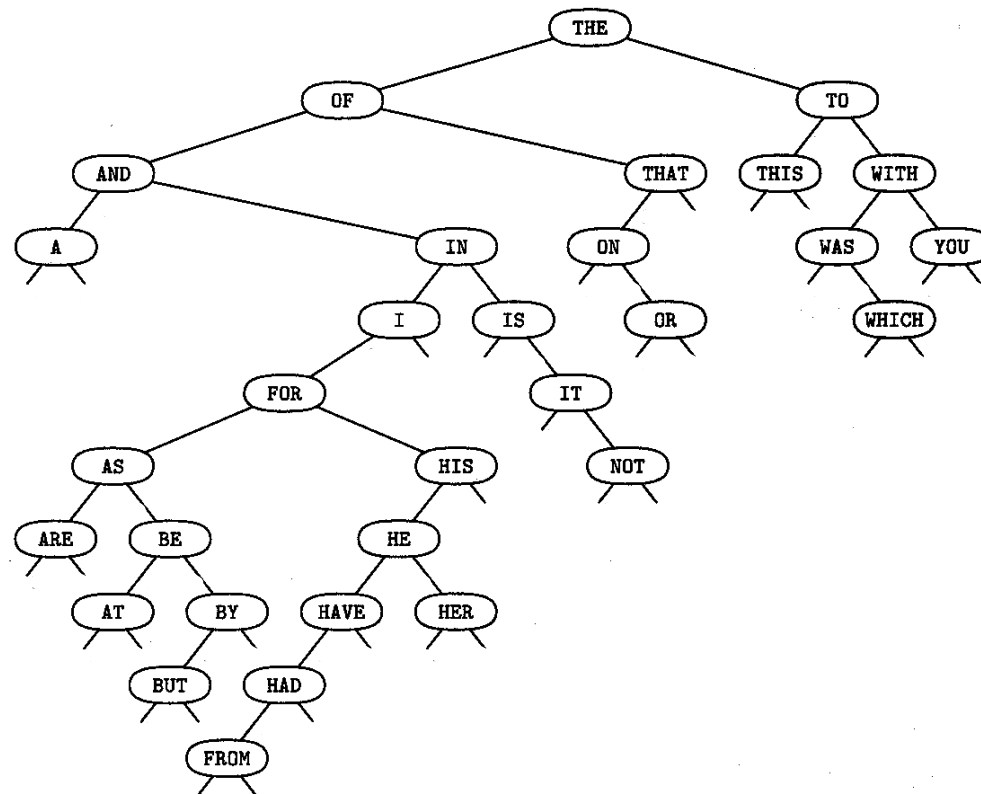 THE
OF TO
AND THAT THIS WITH
A IN ON WAS YOU
I IS OR WHICH
FOR IT
AS HIS NOT
ARE BE HE
AT BY HAVE HER
BUT HAD
FROM